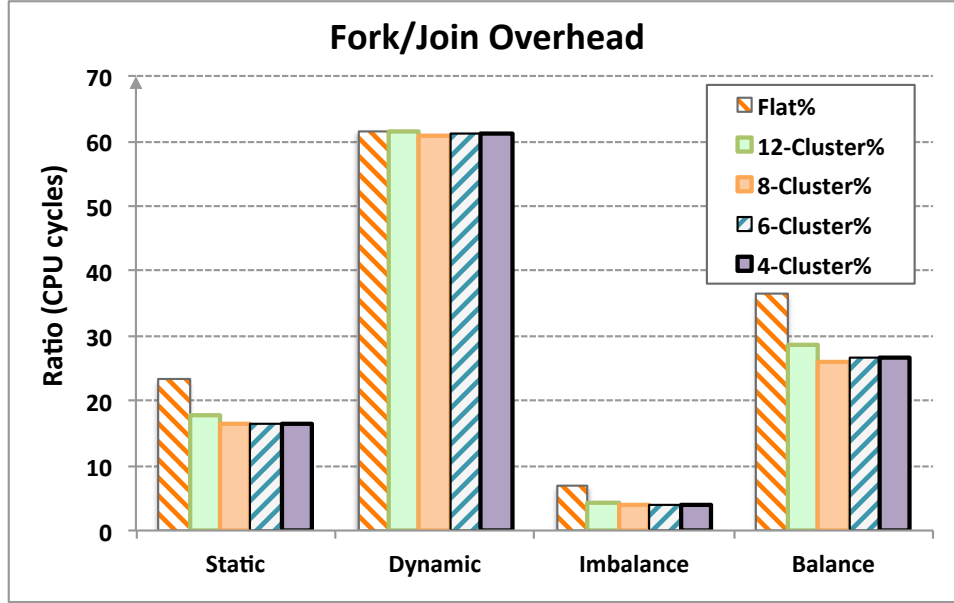 Fork/Join Overhead
Ratio (CPU cycles)
70
60
50
40
30
20
10
0
Flat%
12-Cluster%
8-Cluster%
6-Cluster%
4-Cluster%
Static
Dynamic
Imbalance
Balance